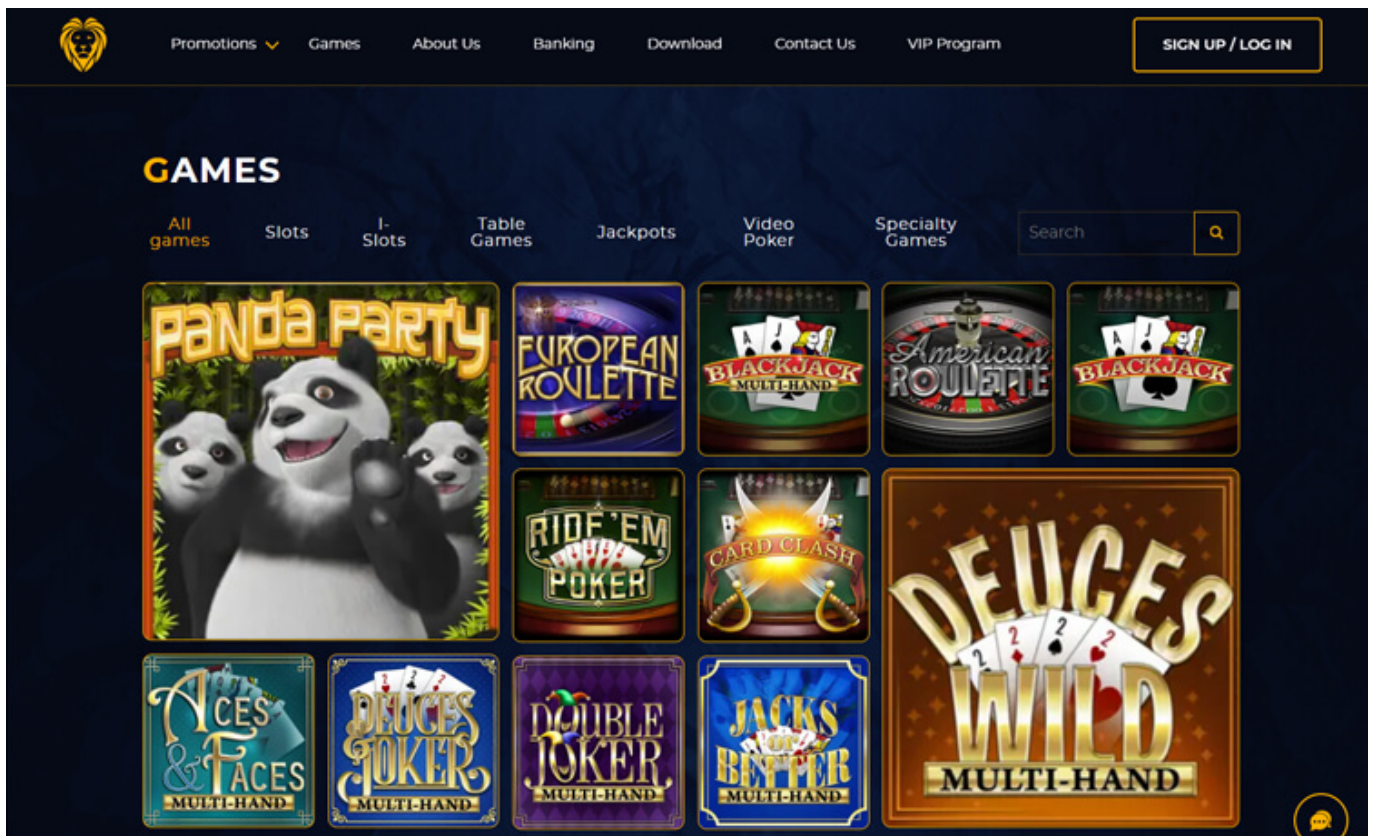 Promotions Games About Us Banking Download Contact Us VIP Program SIGN UP / LOG IN
GAMES
All games
Slots
I-Slots
Table Games
Jackpots
Video Poker
Specialty Games
Search
PANDA PARTY
EUROPEAN
ROULETTE
BLACKJACK
MULTI-HAND
American
ROULETTE
BLACKJACK
RIDE 'EM
POKER
CARD CLASH
DEUCES
WILD
MULTI-HAND
ACES
& FACES
MULTI-HAND
DEUCES
JOKER
MULTI-HAND
DOUBLE
JOKER
MULTI-HAND
JACKS
OR
BETTER
MULTI-HAND